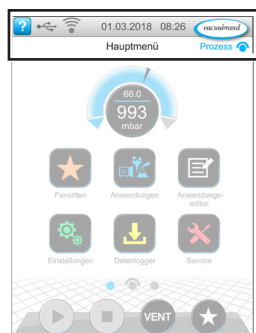 ? 01.03.2018 08:26 vacuubrand
Hauptmenü Prozess
66.0
993
mbar
Favoriten Anwendungen Anwendungs-
editor
Einstellungen Datenlogger Service
VENT